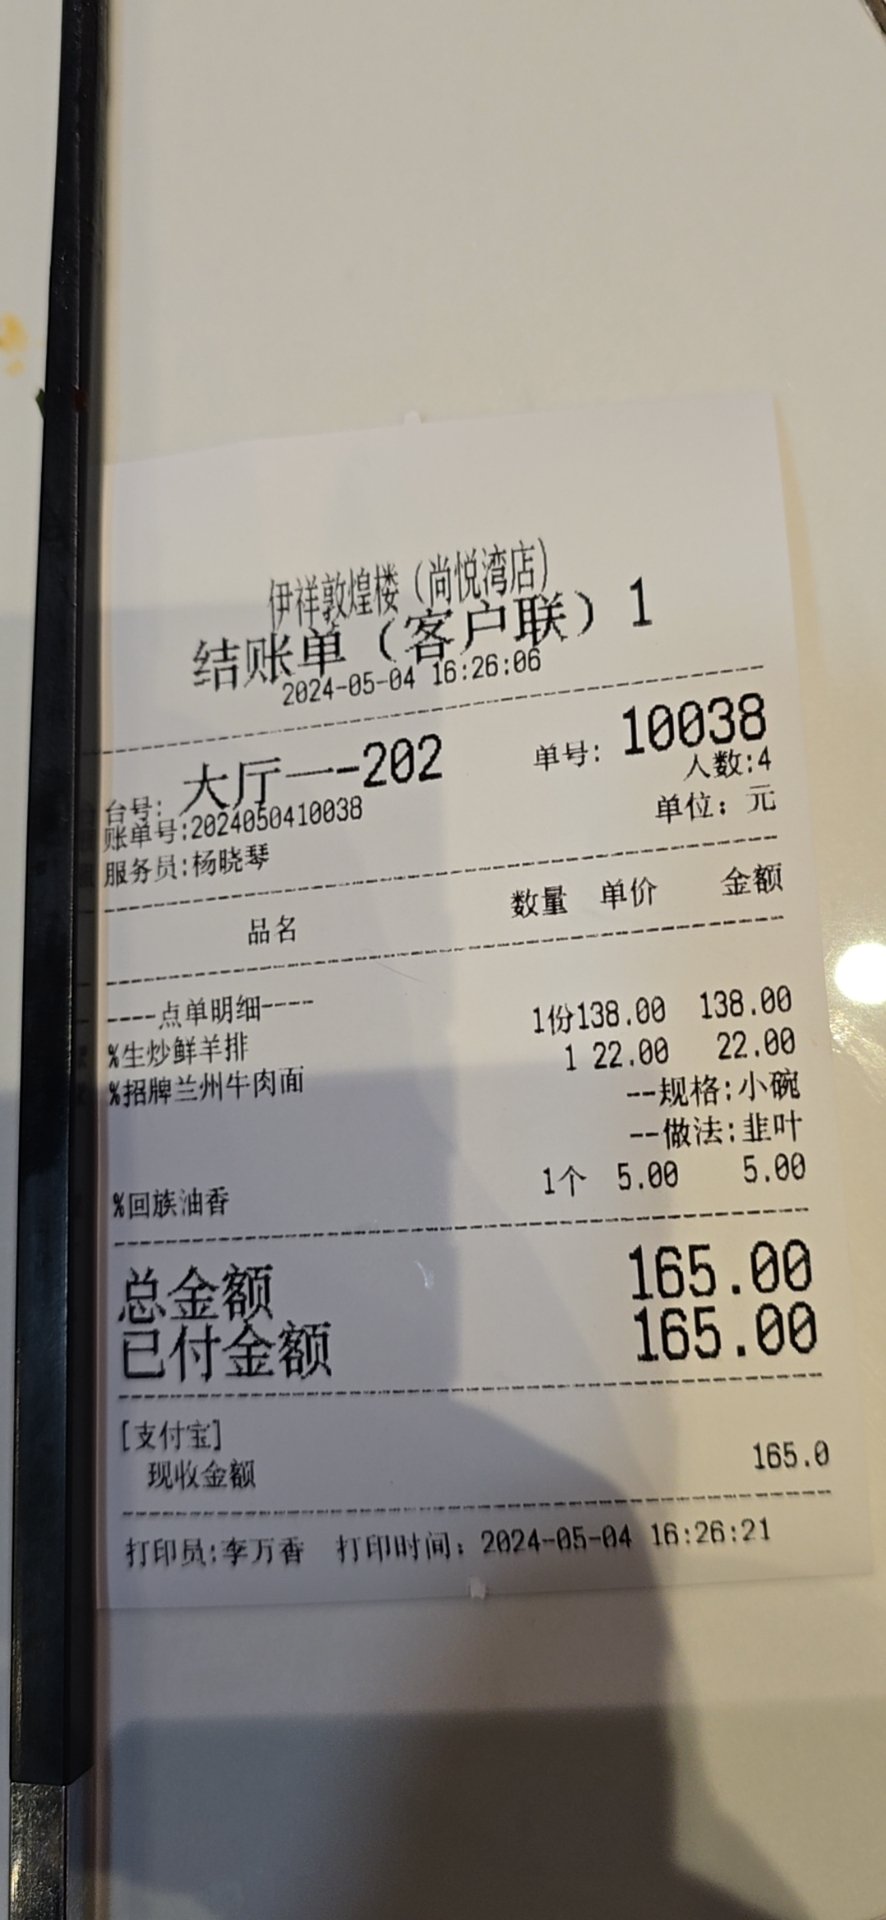 伊祥敦煌楼（尚悦湾店）
结账单（客户联）1
2024-05-04 16:26:06
台号: 大厅一-202 单号: 10038
人数:4
账单号:2024050410038 单位：元
服务员:杨晓琴
品名 数量 单价 金额
----点单明细----
%生炒鲜羊排 1份138.00 138.00
%招牌兰州牛肉面 1 22.00 22.00
--规格:小碗
--做法:韭叶
%回族油香 1个 5.00 5.00
总金额 165.00
已付金额 165.00
[支付宝]
现收金额 165.0
打印员:李万香 打印时间：2024-05-04 16:26:21